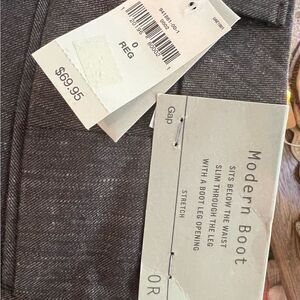 0
REG
$69.95
Gap
Modern Boot
SITS BELOW THE WAIST
SLIM THROUGH THE LEG
WITH A BOOT LEG OPENING
STRETCH
OR